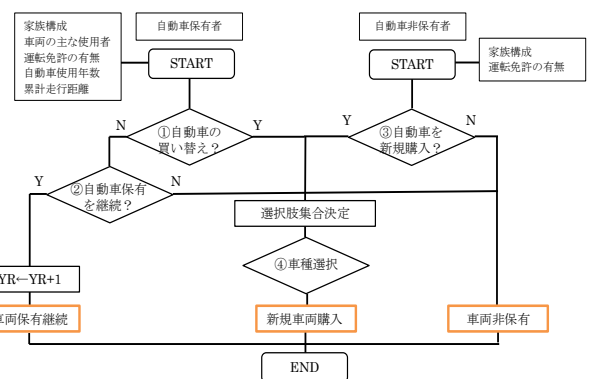 家族構成
車両の主な使用者
運転免許の有無
自動車使用年数
累計走行距離
自動車保有者
START
自動車非保有者
START
家族構成
運転免許の有無
N
①自動車の
買い替え？
Y
Y
③自動車を
新規購入？
N
Y
②自動車保有
を継続？
N
選択肢集合決定
④車種選択
YR←YR+1
車両保有継続
新規車両購入
車両非保有
END